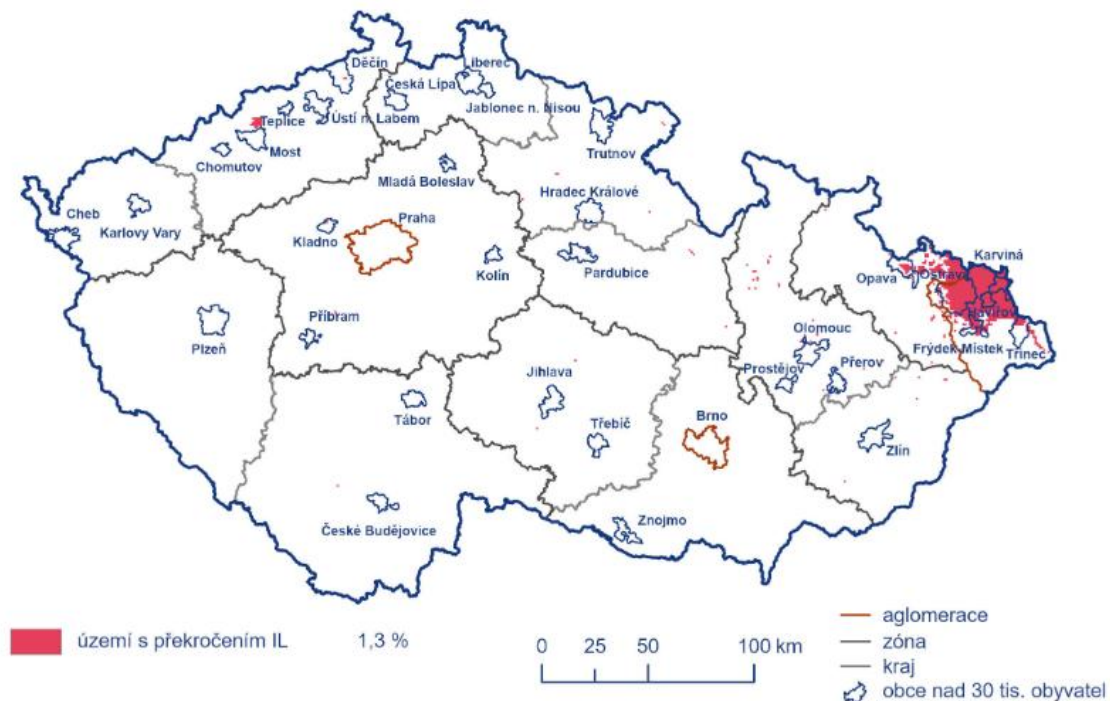 Děčín
Liberec
Česká Lípa
Jablonec n. Nisou
Teplice
Ústí n. Labem
Most
Chomutov
Trutnov
Mladá Boleslav
Hradec Králové
Cheb
Karlovy Vary
Praha
Kladno
Kolín
Pardubice
Karviná
Opava
Ostrava
Havířov
Příbram
Plzeň
Olomouc
Frýdek-Místek
Třinec
Jihlava
Prostějov
Přerov
Tábor
Třebíč
Brno
Zlín
České Budějovice
Znojmo
území s překročením IL 1,3 %
0 25 50 100 km
aglomerace
zóna
kraj
obce nad 30 tis. obyvatel